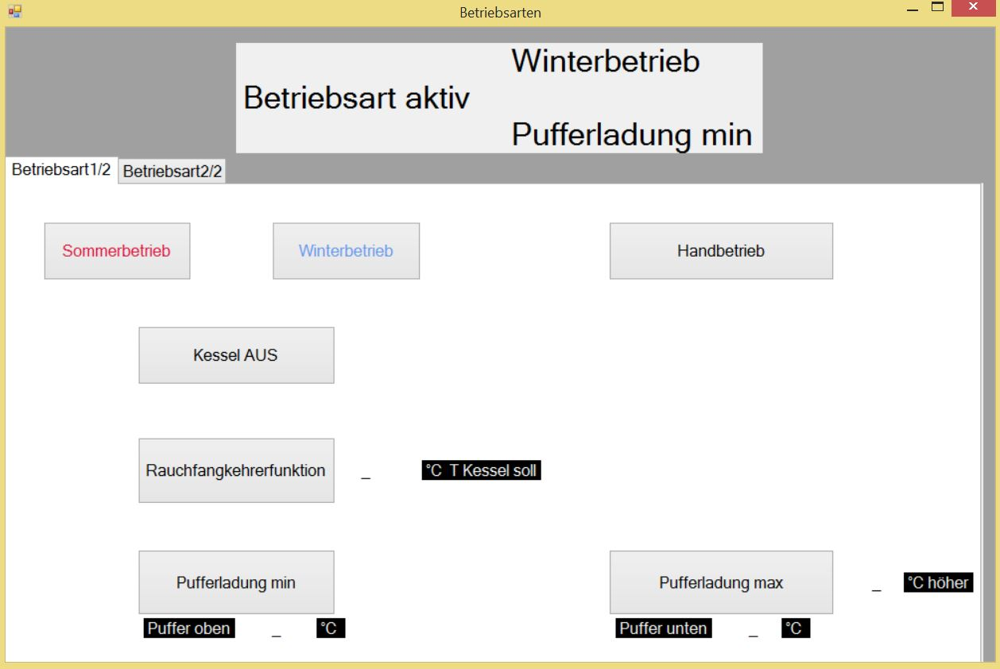 Betriebsarten
Winterbetrieb
Betriebsart aktiv
Pufferladung min
Betriebsart1/2 Betriebsart2/2
Sommerbetrieb Winterbetrieb Handbetrieb
Kessel AUS
Rauchfangkehrerfunktion _ °C T Kessel soll
Pufferladung min Pufferladung max _ °C höher
Puffer oben _ °C Puffer unten _ °C